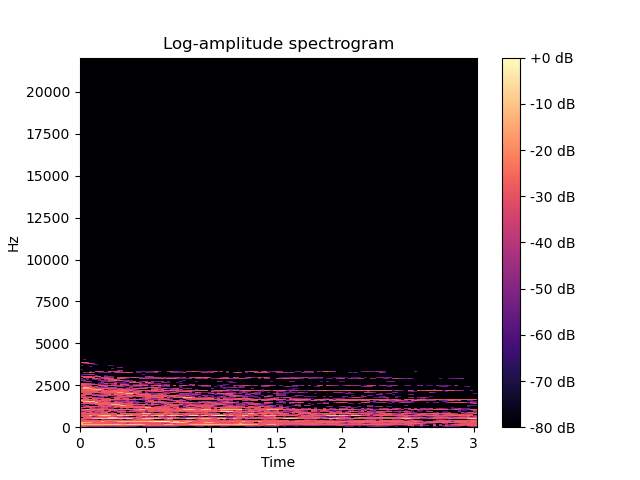 Log-amplitude spectrogram
Hz
20000
17500
15000
12500
10000
7500
5000
2500
0
0 0.5 1 1.5 2 2.5 3
Time
+0 dB
-10 dB
-20 dB
-30 dB
-40 dB
-50 dB
-60 dB
-70 dB
-80 dB